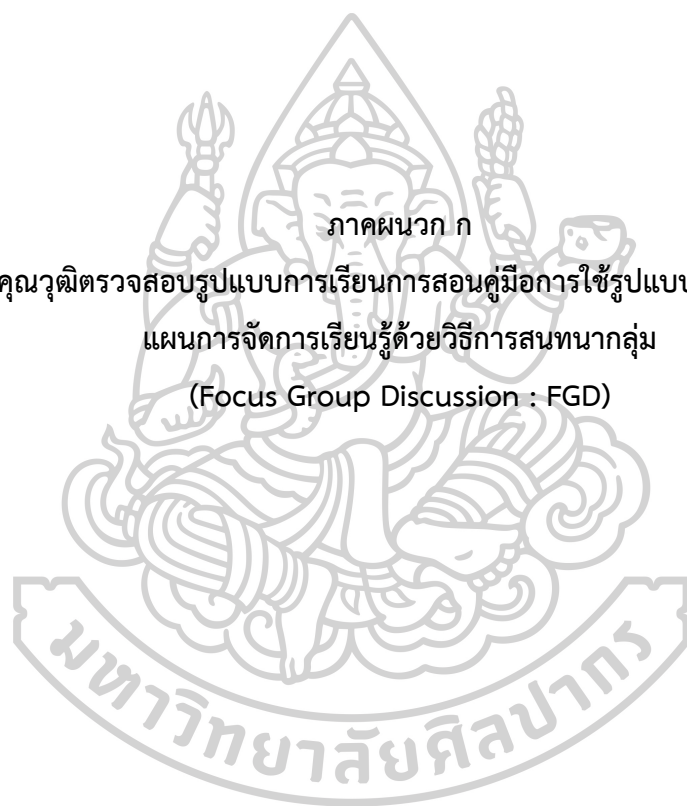 ภาคผนวก ก
คุณวุฒิตรวจสอบรูปแบบการเรียนการสอนคู่มือการใช้รูปแบบ
แผนการจัดการเรียนรู้ด้วยวิธีการสนทนากลุ่ม
(Focus Group Discussion : FGD)
มหาวิทยาลัยศิลปากร